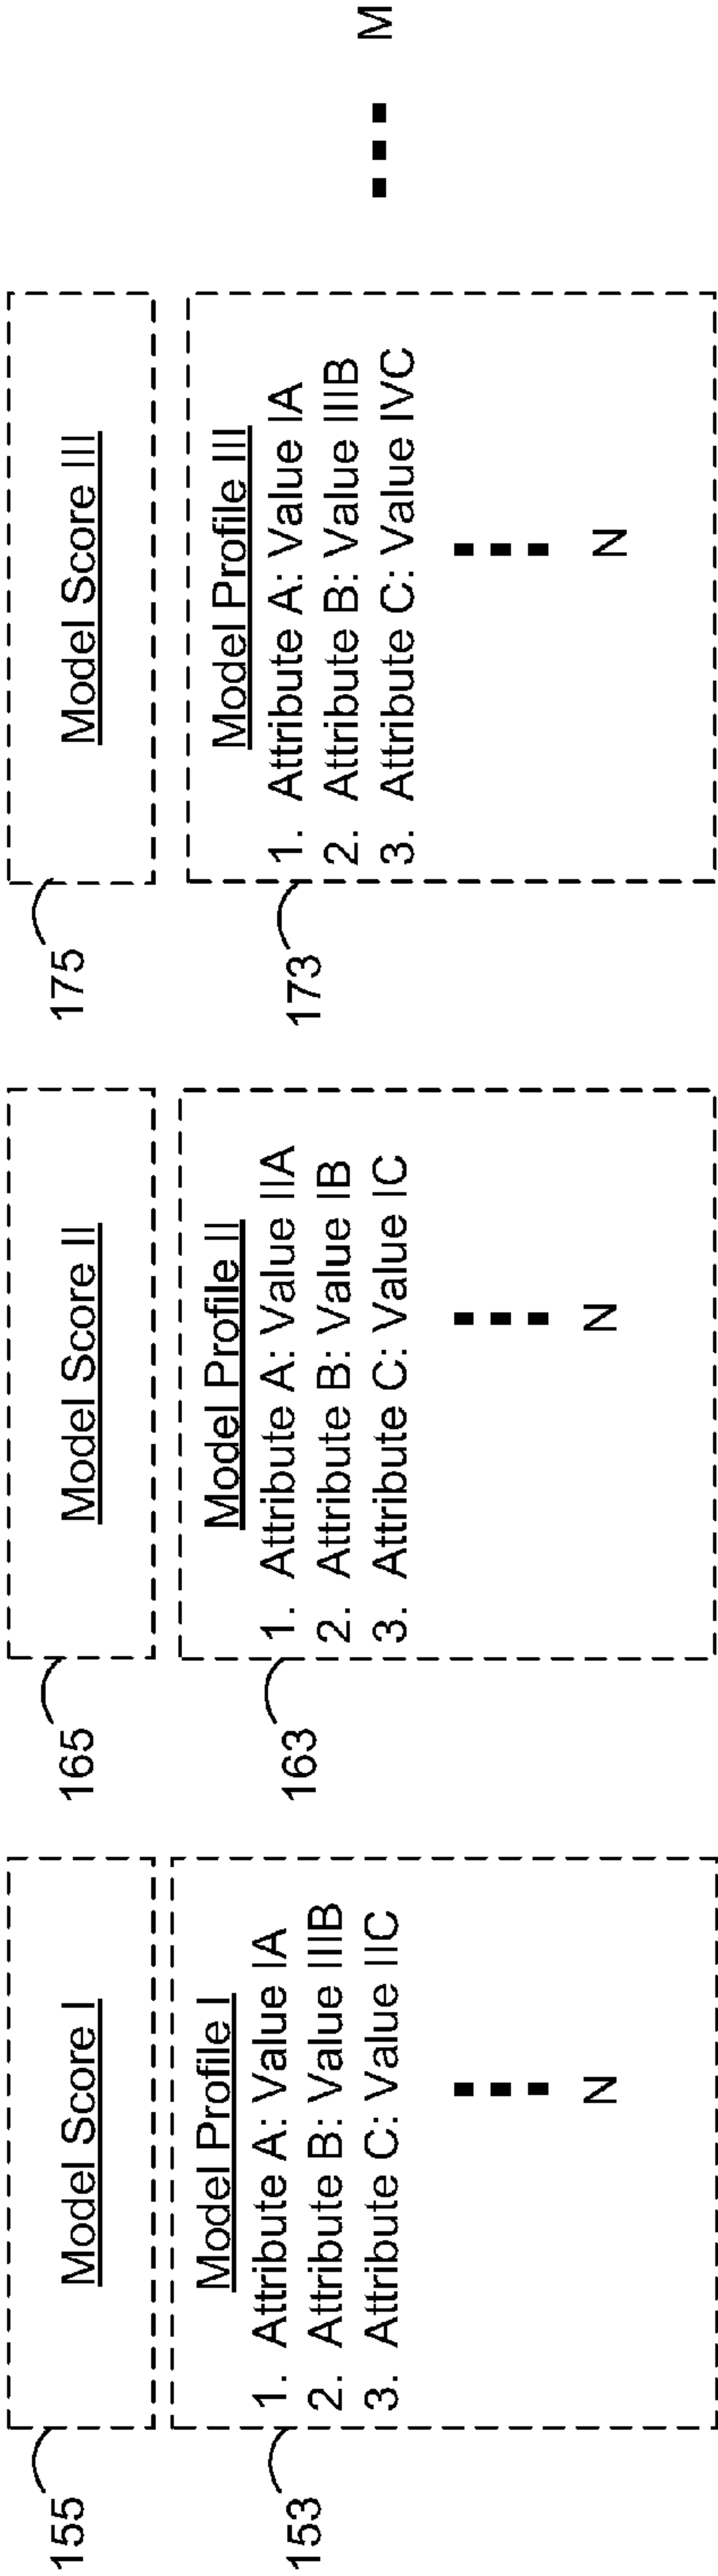 155
Model Score I
153
Model Profile I
1. Attribute A: Value IA
2. Attribute B: Value IIIB
3. Attribute C: Value IIC
N
165
Model Score II
163
Model Profile II
1. Attribute A: Value IIA
2. Attribute B: Value IB
3. Attribute C: Value IC
N
175
Model Score III
173
Model Profile III
1. Attribute A: Value IA
2. Attribute B: Value IIIB
3. Attribute C: Value IVC
N
M